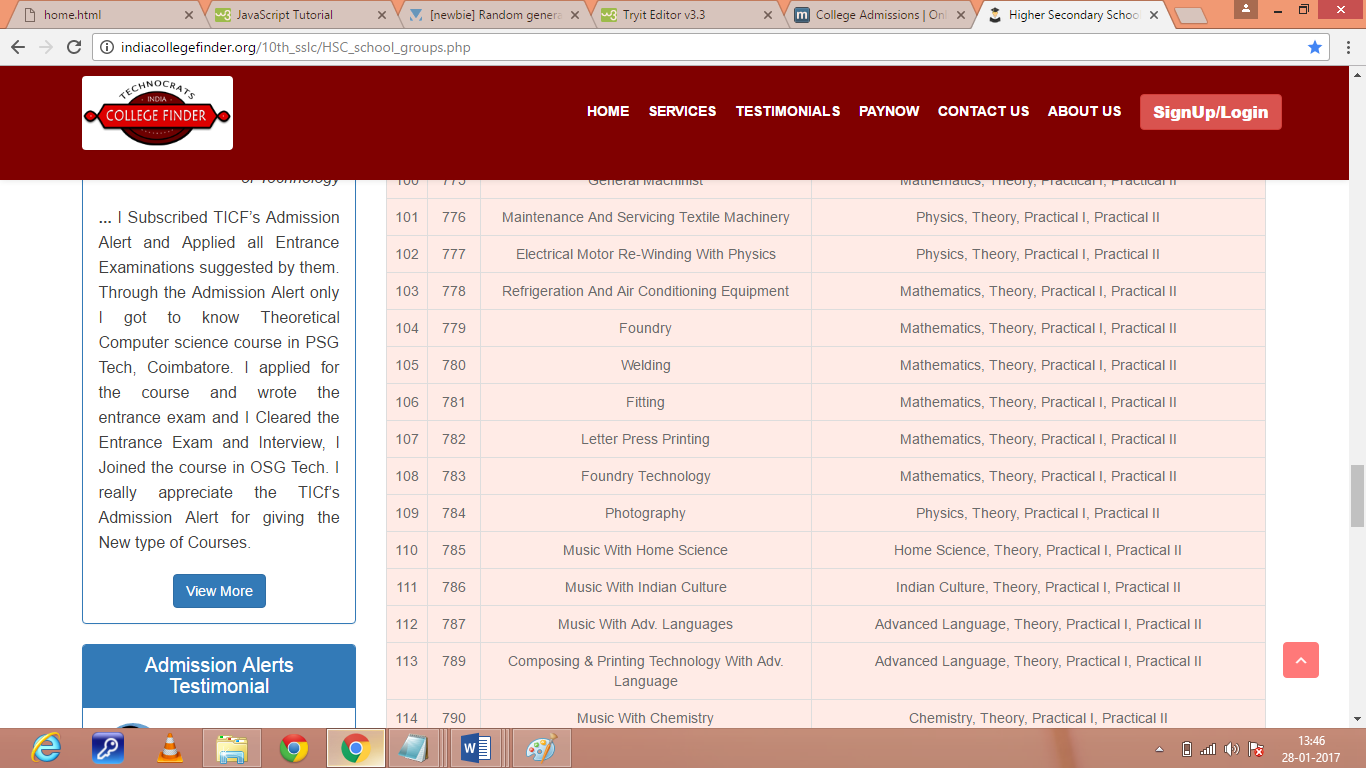 home.html
JavaScript Tutorial
[newbie] Random genera
Tryit Editor v3.3
College Admissions | Onl
Higher Secondary School
indiacollegefinder.org/10th_sslc/HSC_school_groups.php
TECHNOCRATS
INDIA
COLLEGE FINDER
HOME SERVICES TESTIMONIALS PAYNOW CONTACT US ABOUT US SignUp/Login
of Technology
... I Subscribed TICF's Admission
Alert and Applied all Entrance
Examinations suggested by them.
Through the Admission Alert only
I got to know Theoretical
Computer science course in PSG
Tech, Coimbatore. I applied for
the course and wrote the
entrance exam and I Cleared the
Entrance Exam and Interview, I
Joined the course in OSG Tech. I
really appreciate the TICf's
Admission Alert for giving the
New type of Courses.
View More
Admission Alerts
Testimonial
100 775 General Machinist Mathematics, Theory, Practical I, Practical II
101 776 Maintenance And Servicing Textile Machinery Physics, Theory, Practical I, Practical II
102 777 Electrical Motor Re-Winding With Physics Physics, Theory, Practical I, Practical II
103 778 Refrigeration And Air Conditioning Equipment Mathematics, Theory, Practical I, Practical II
104 779 Foundry Mathematics, Theory, Practical I, Practical II
105 780 Welding Mathematics, Theory, Practical I, Practical II
106 781 Fitting Mathematics, Theory, Practical I, Practical II
107 782 Letter Press Printing Mathematics, Theory, Practical I, Practical II
108 783 Foundry Technology Mathematics, Theory, Practical I, Practical II
109 784 Photography Physics, Theory, Practical I, Practical II
110 785 Music With Home Science Home Science, Theory, Practical I, Practical II
111 786 Music With Indian Culture Indian Culture, Theory, Practical I, Practical II
112 787 Music With Adv. Languages Advanced Language, Theory, Practical I, Practical II
113 789 Composing & Printing Technology With Adv. Advanced Language, Theory, Practical I, Practical II
Language
114 790 Music With Chemistry Chemistry, Theory, Practical I, Practical II
13:46
28-01-2017